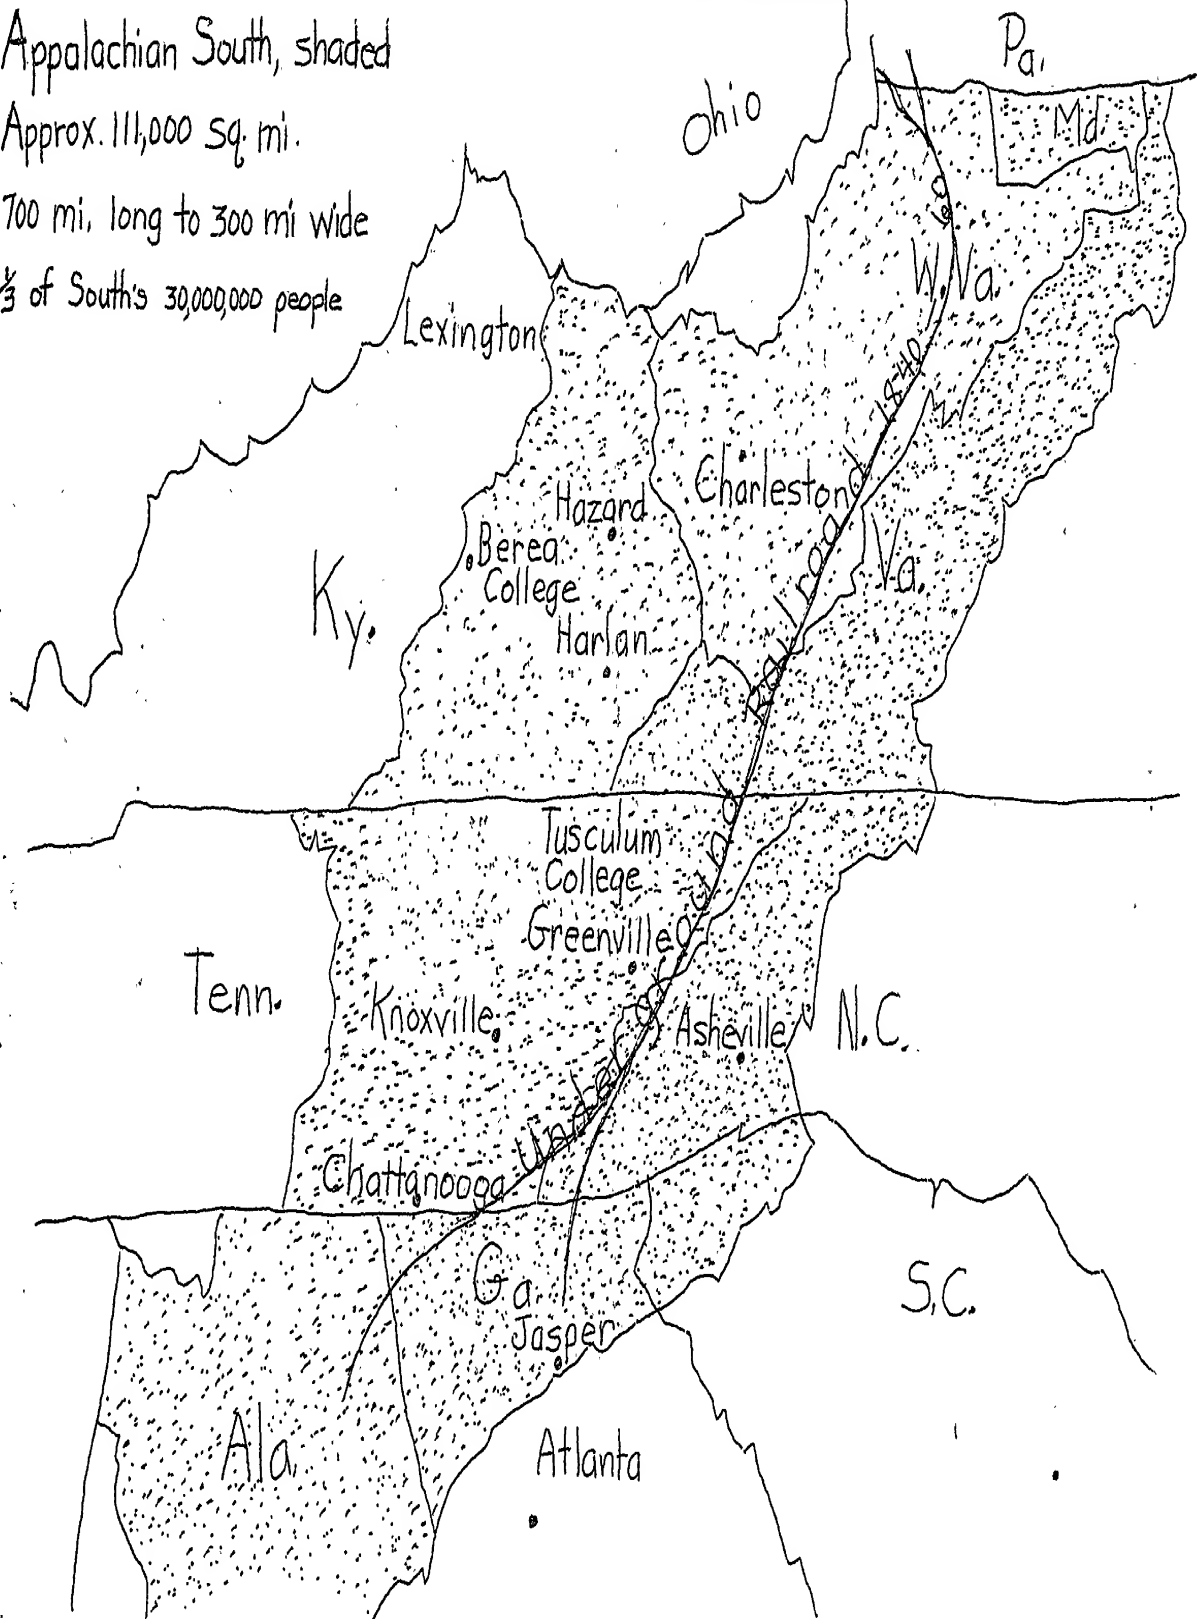 Appalachian South, shaded
Approx. 111,000 sq. mi.
700 mi. long to 300 mi wide
1/3 of South's 30,000,000 people
Pa.
Ohio
Md
W. Va.
Lexington
Charleston
Hazard
Berea
College
Harlan
Ky.
Va.
Underground Railroad 1840-60
Tusculum
College
Greenville
Tenn.
Knoxville
Asheville
N.C.
Chattanooga
Ga
Jasper
S.C.
Ala.
Atlanta